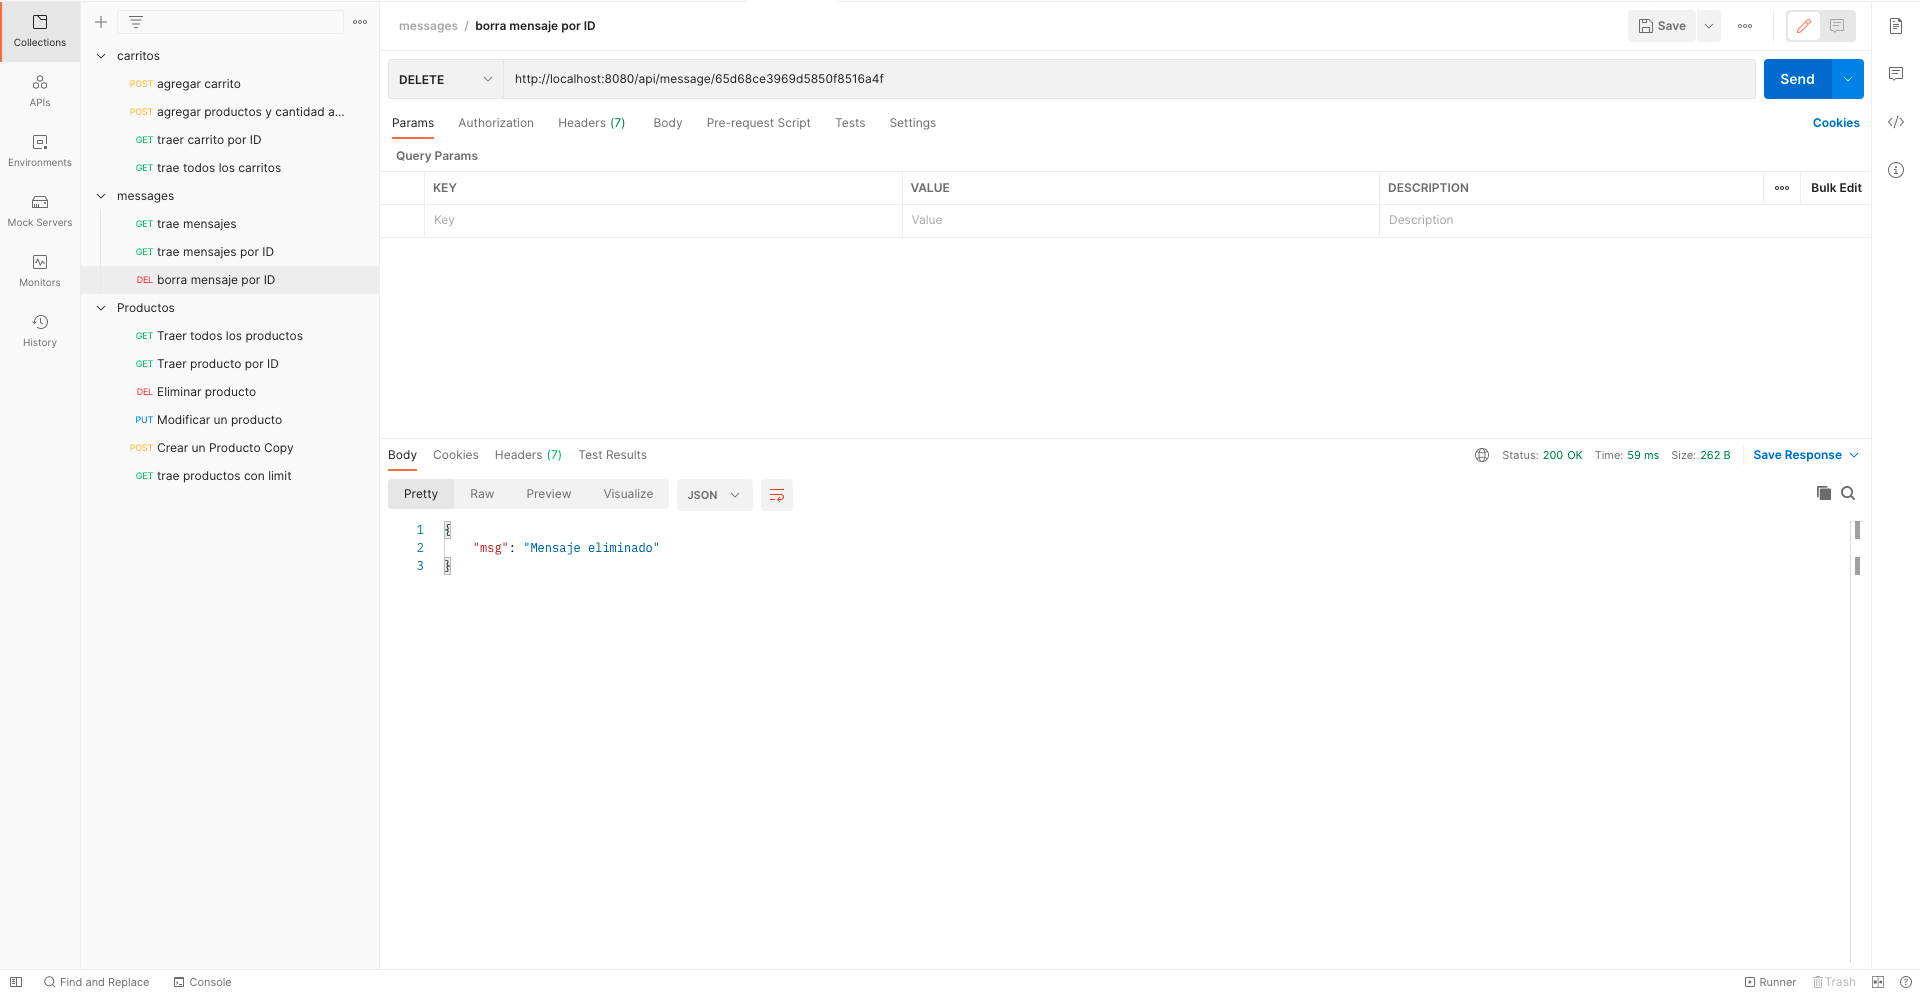 Collections
APIs
Environments
Mock Servers
Monitors
History
carritos
POST agregar carrito
POST agregar productos y cantidad a...
GET traer carrito por ID
GET trae todos los carritos
messages
GET trae mensajes
GET trae mensajes por ID
DEL borra mensaje por ID
Productos
GET Traer todos los productos
GET Traer producto por ID
DEL Eliminar producto
PUT Modificar un producto
POST Crear un Producto Copy
GET trae productos con limit
messages / borra mensaje por ID
Save
DELETE http://localhost:8080/api/message/65d68ce3969d5850f8516a4f Send
Params Authorization Headers (7) Body Pre-request Script Tests Settings Cookies
Query Params
KEY VALUE DESCRIPTION Bulk Edit
Key Value Description
Body Cookies Headers (7) Test Results Status: 200 OK Time: 59 ms Size: 262 B Save Response
Pretty Raw Preview Visualize JSON
1 {
2 "msg": "Mensaje eliminado"
3 }
Find and Replace Console Runner Trash